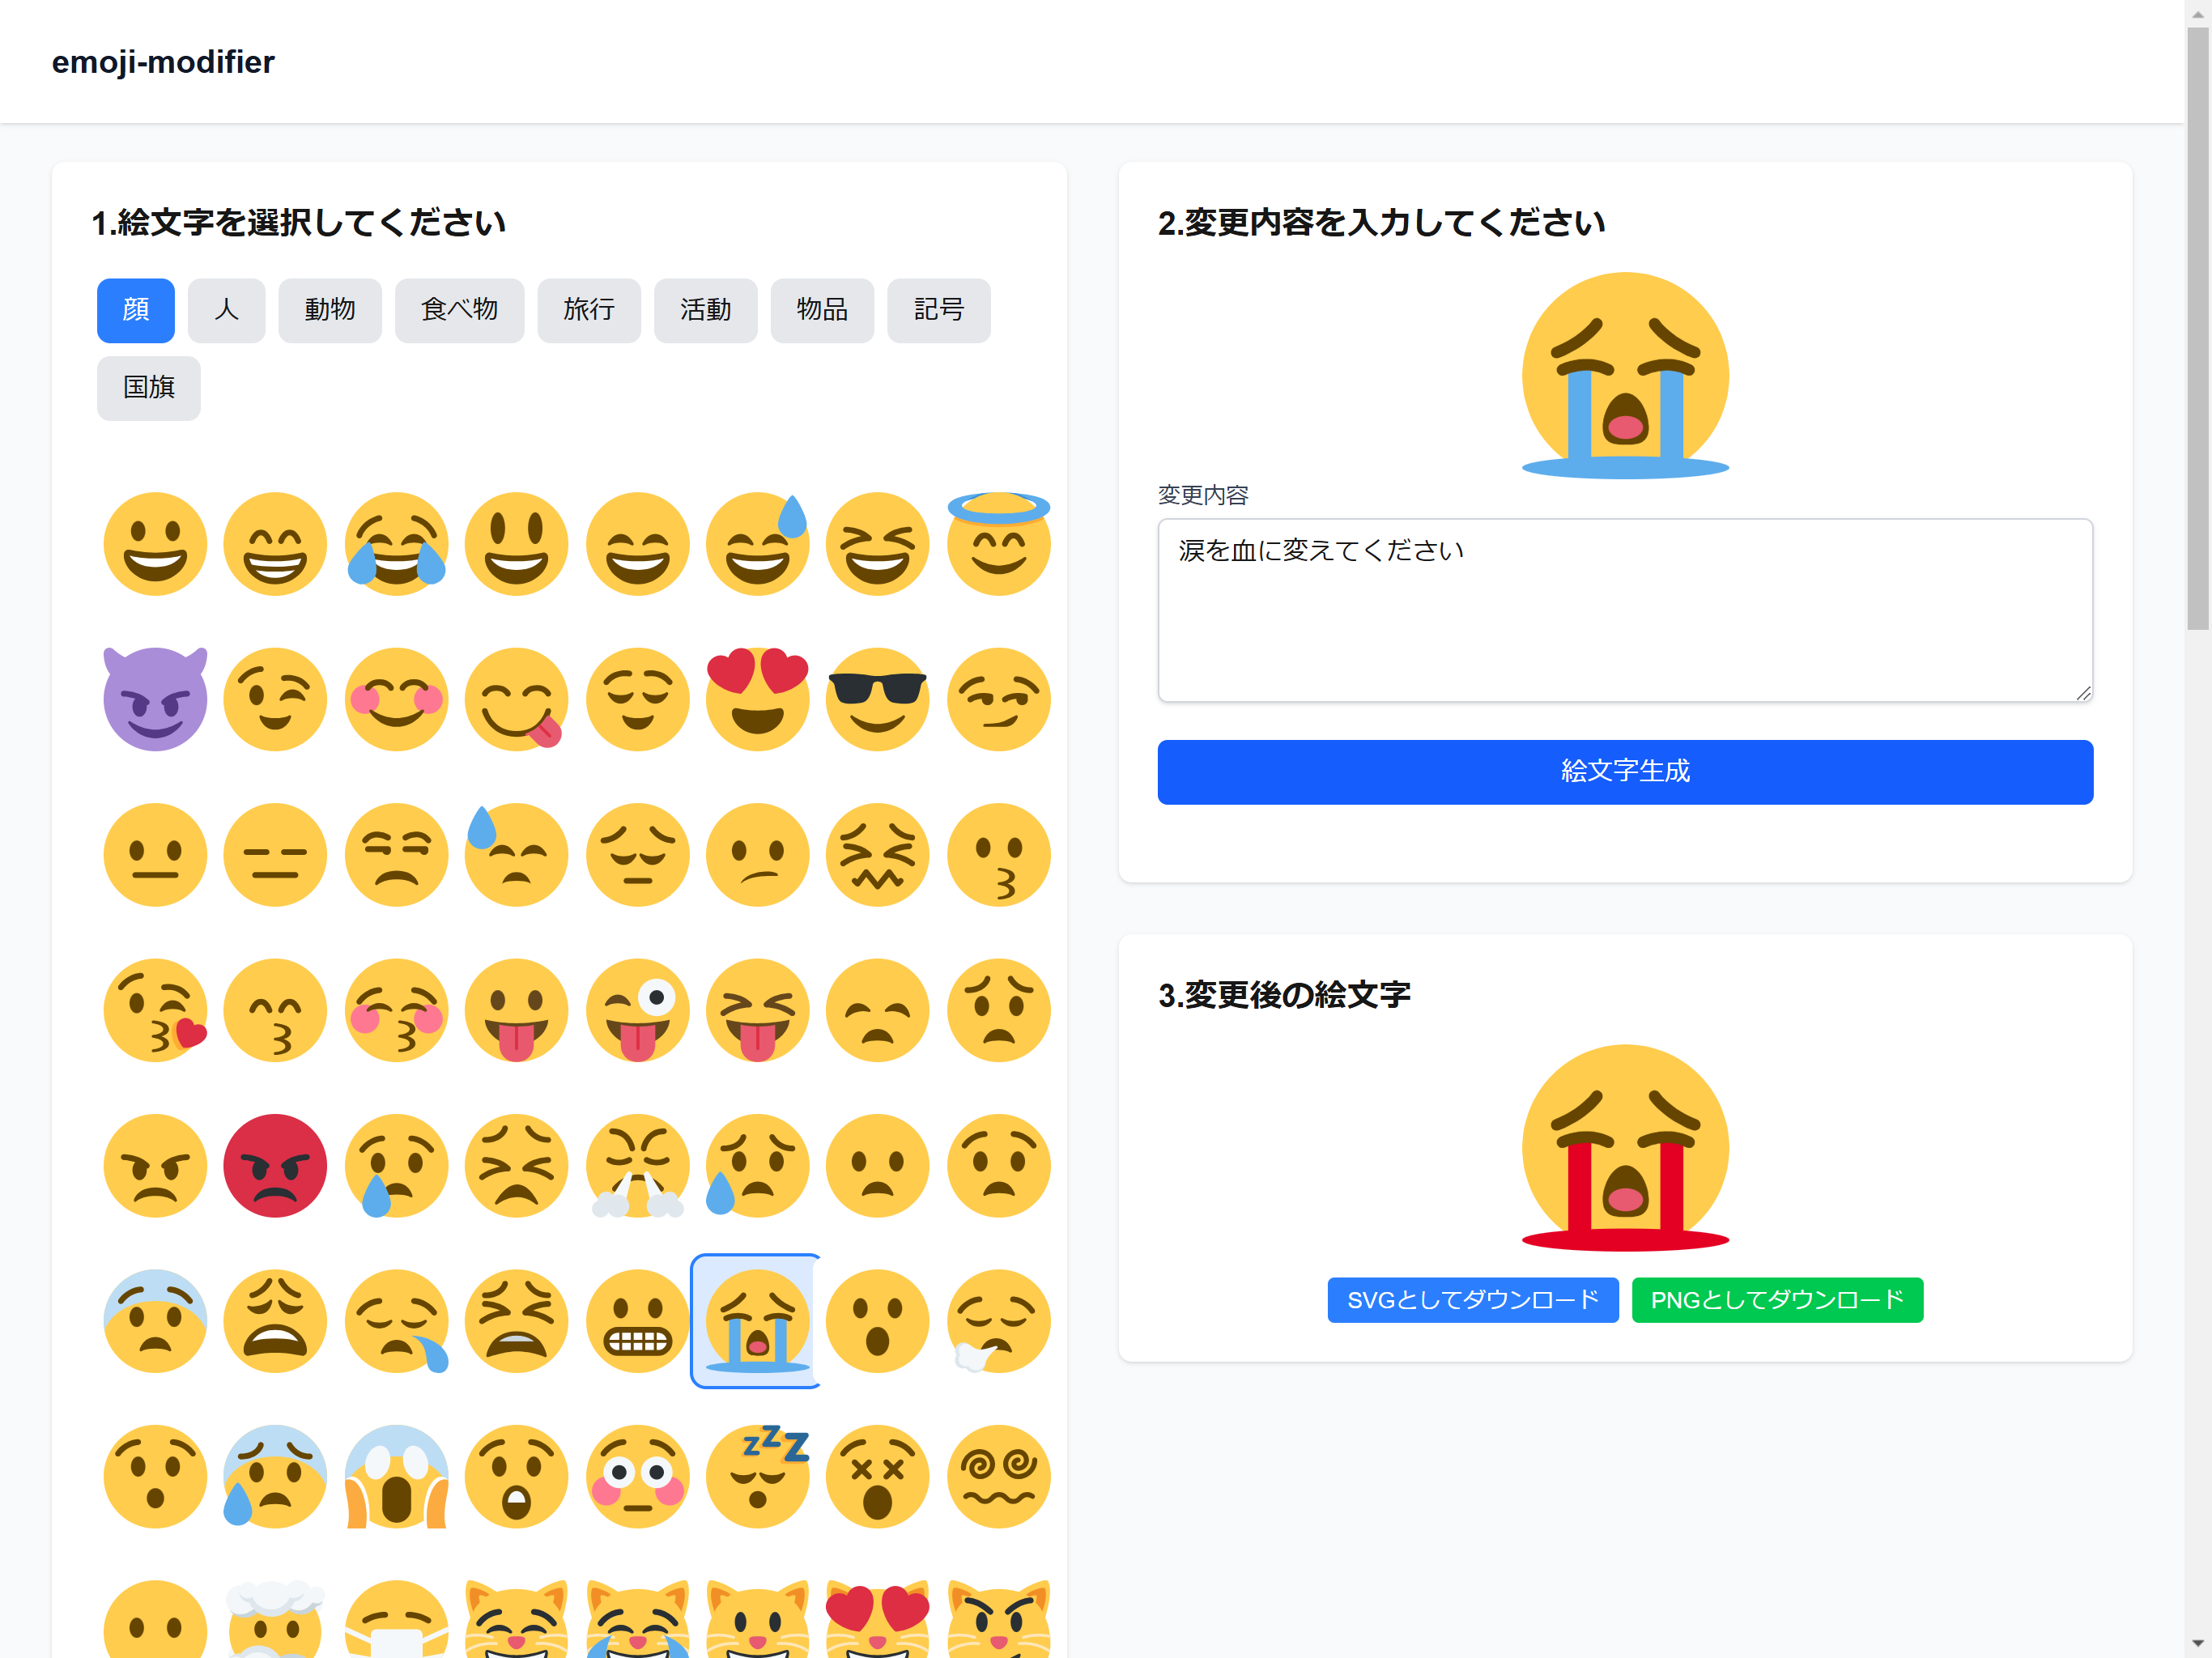 emoji-modifier
1.絵文字を選択してください
顔 人 動物 食べ物 旅行 活動 物品 記号
国旗
2.変更内容を入力してください
変更内容
涙を血に変えてください
絵文字生成
3.変更後の絵文字
SVGとしてダウンロード PNGとしてダウンロード
zZZ